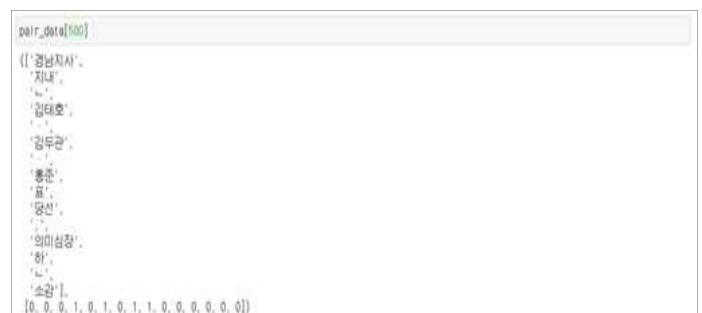 pair_data[500]
(['경남지사',
'지내',
'ㄴ',
'김태호',
'·',
'김두관',
'·',
'홍준',
'표',
'당선',
'의미심장',
'하',
'ㄴ',
'소감'],
[0, 0, 0, 1, 0, 1, 0, 1, 1, 0, 0, 0, 0, 0, 0])